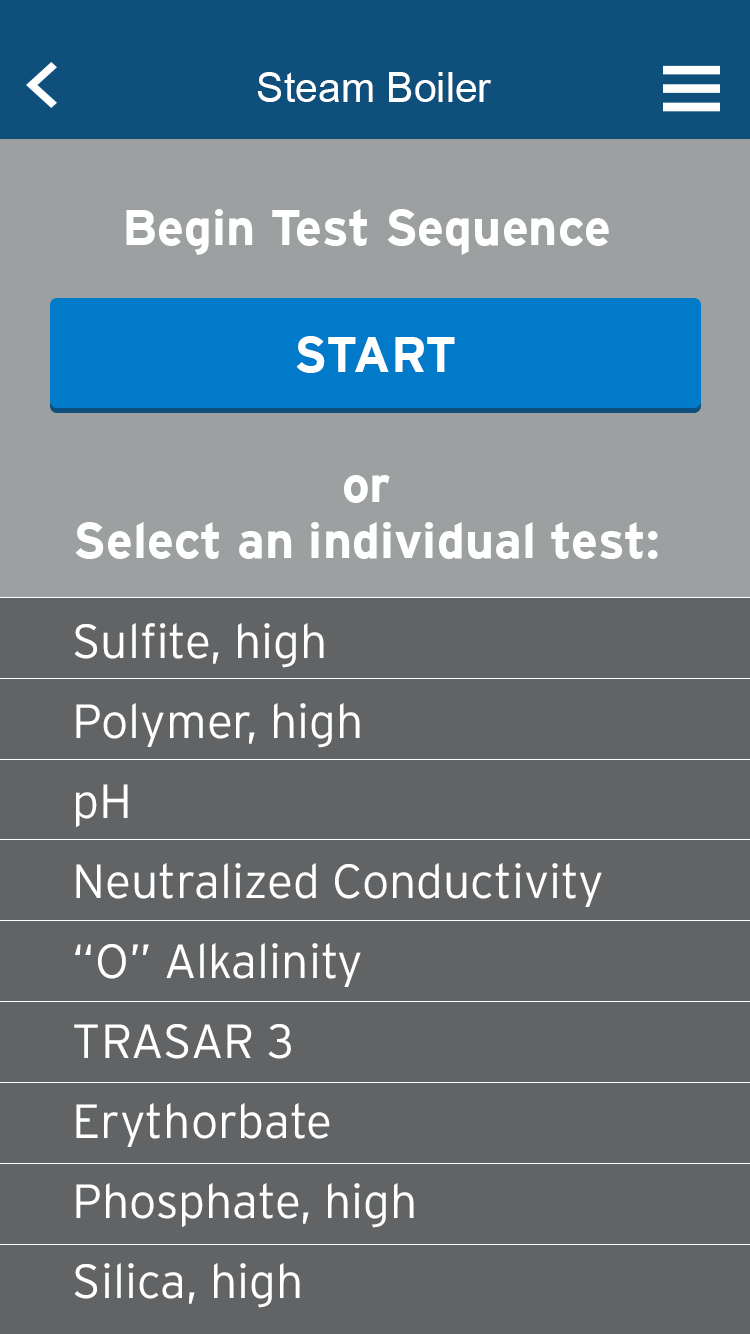 Steam Boiler
Begin Test Sequence
START
or
Select an individual test:
Sulfite, high
Polymer, high
pH
Neutralized Conductivity
“O” Alkalinity
TRASAR 3
Erythorbate
Phosphate, high
Silica, high